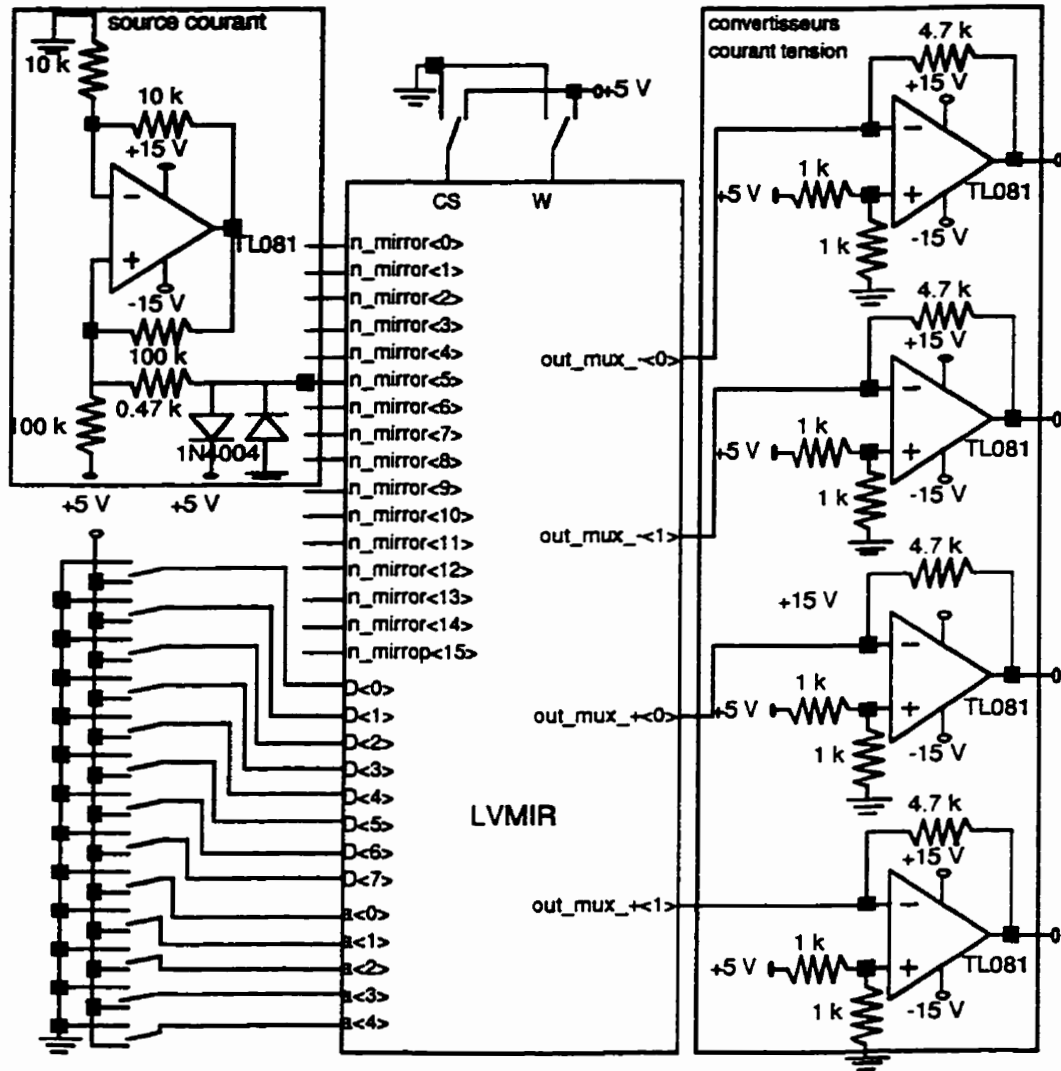 source courant
10 k
10 k
+15 V
−
+
TL081
-15 V
100 k
0.47 k
100 k
1N4004
+5 V
+5 V
+5 V
CS
W
n_mirror<0>
n_mirror<1>
n_mirror<2>
n_mirror<3>
n_mirror<4>
n_mirror<5>
n_mirror<6>
n_mirror<7>
n_mirror<8>
n_mirror<9>
n_mirror<10>
n_mirror<11>
n_mirror<12>
n_mirror<13>
n_mirror<14>
n_mirrop<15>
D<0>
D<1>
D<2>
D<3>
D<4>
D<5>
D<6>
D<7>
a<0>
a<1>
a<2>
a<3>
a<4>
LVMIR
out_mux_-<0>
out_mux_-<1>
out_mux_+<0>
out_mux_+<1>
convertisseurs
courant tension
4.7 k
+15 V
−
1 k
+5 V
+
TL081
1 k
-15 V
4.7 k
+15 V
−
1 k
+5 V
+
TL081
1 k
-15 V
4.7 k
+15 V
−
1 k
+5 V
+
TL081
1 k
-15 V
4.7 k
+15 V
−
1 k
+5 V
+
TL081
1 k
-15 V